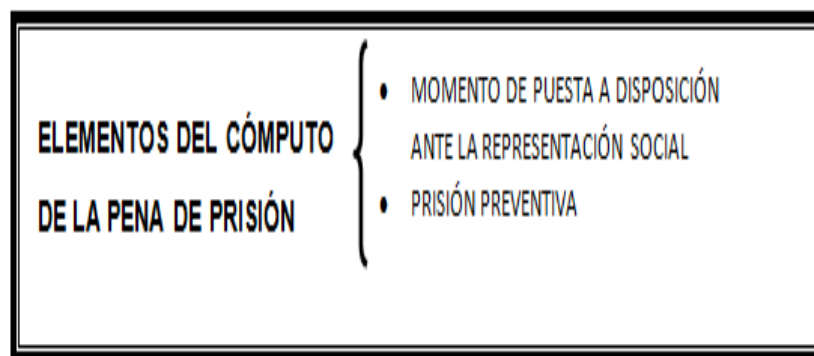 ELEMENTOS DEL CÓMPUTO
DE LA PENA DE PRISIÓN
• MOMENTO DE PUESTA A DISPOSICIÓN
ANTE LA REPRESENTACIÓN SOCIAL
• PRISIÓN PREVENTIVA